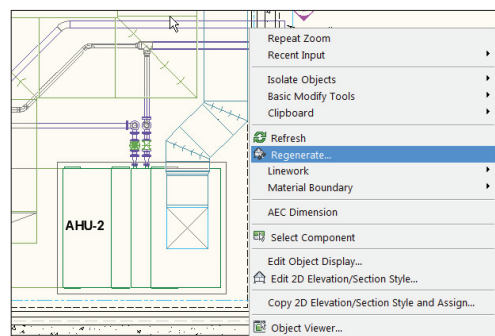 Repeat Zoom
Recent Input
Isolate Objects
Basic Modify Tools
Clipboard
Refresh
Regenerate...
Linework
Material Boundary
AEC Dimension
Select Component
Edit Object Display...
Edit 2D Elevation/Section Style...
Copy 2D Elevation/Section Style and Assign...
Object Viewer...
AHU-2